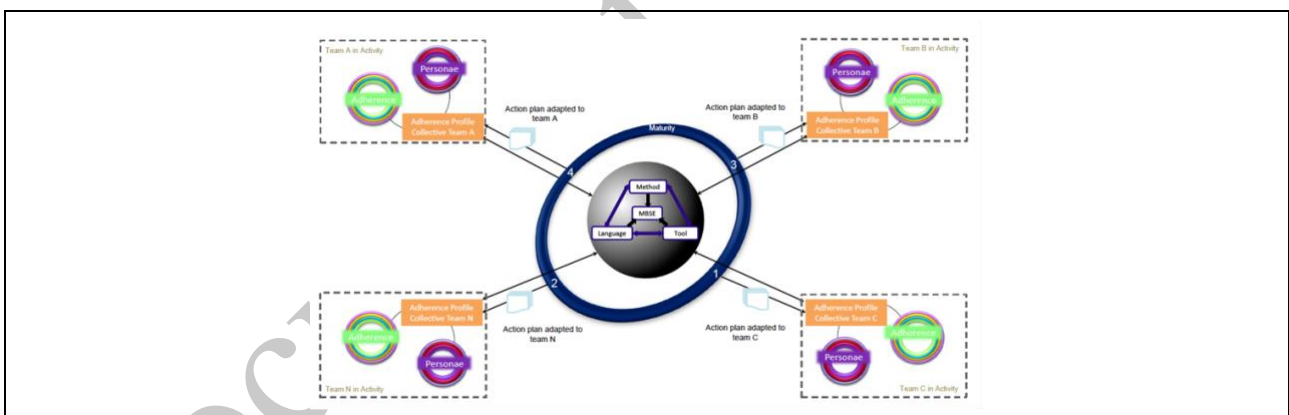 Team A in Activity
Personae
Adherence
Adherence Profile
Collective Team A
Action plan adapted to
team A
Team B in Activity
Personae
Adherence
Adherence Profile
Collective Team B
Action plan adapted to
team B
Maturity
4
3
Method
MBSE
Language
Tool
2
1
Adherence Profile
Collective Team N
Adherence
Personae
Team N in Activity
Action plan adapted to
team N
Adherence Profile
Collective Team C
Adherence
Personae
Team C in Activity
Action plan adapted to
team C